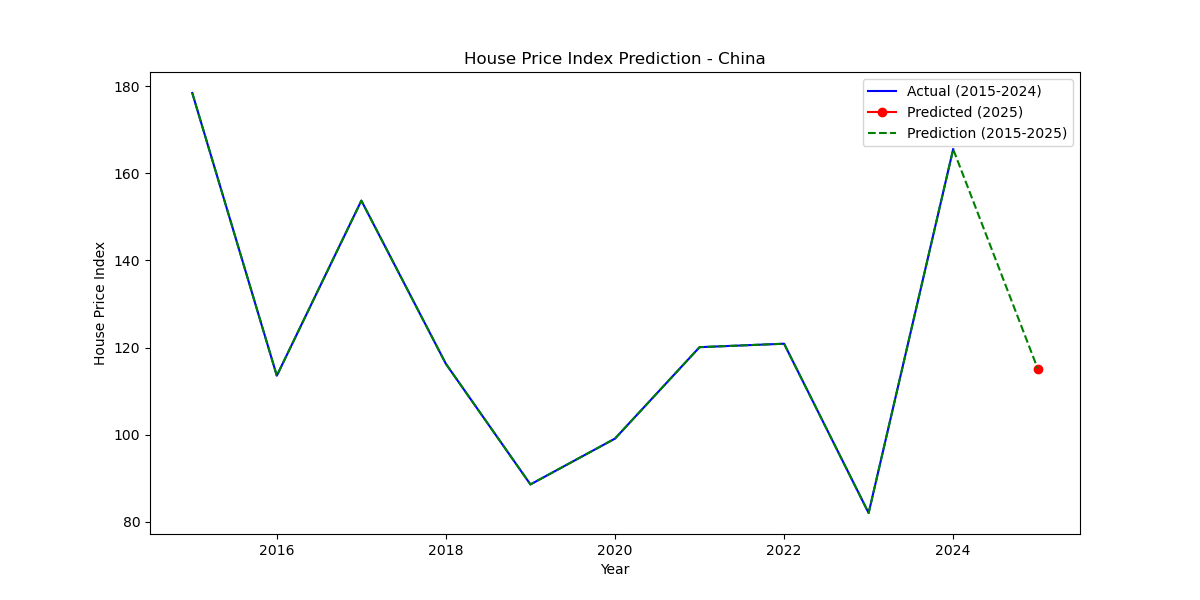 House Price Index Prediction - China
Actual (2015-2024)
Predicted (2025)
Prediction (2015-2025)
House Price Index
180
160
140
120
100
80
2016
2018
2020
2022
2024
Year